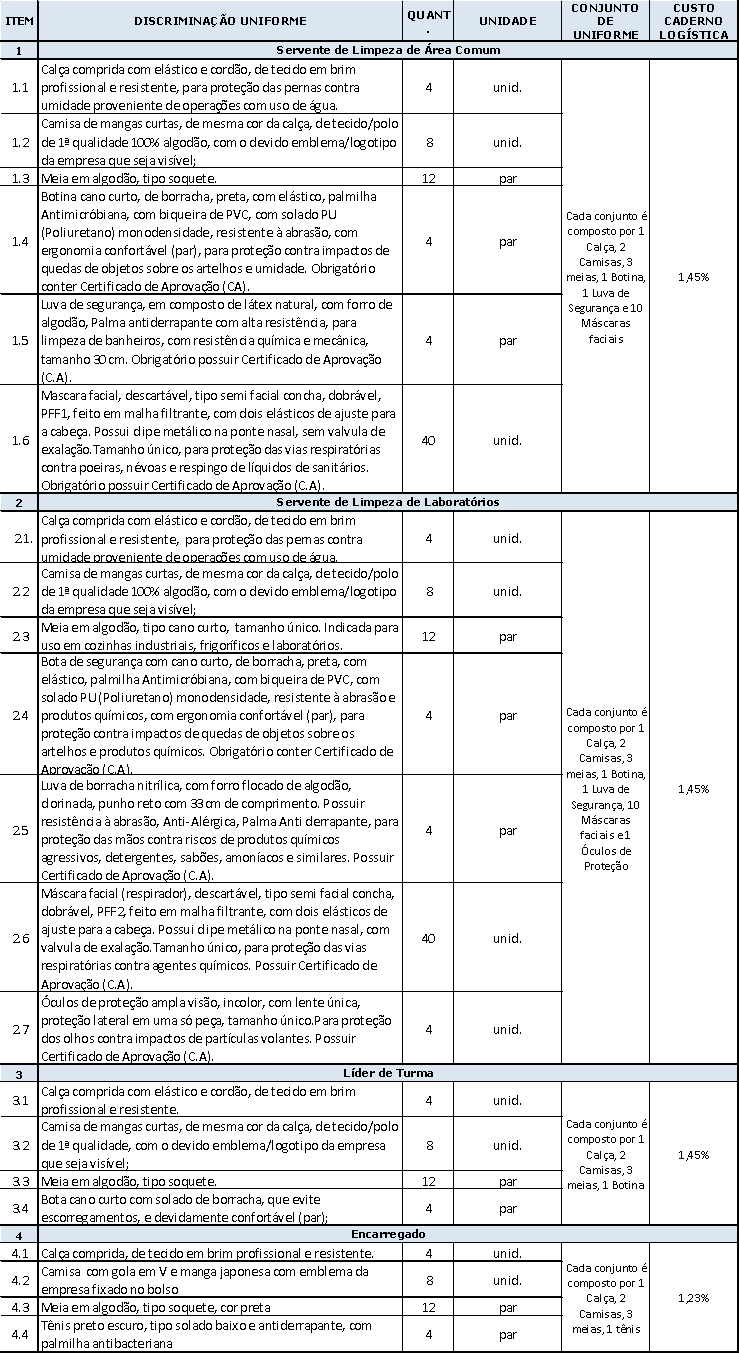 ITEM DISCRIMINAÇÃO UNIFORME QUANT. UNIDADE CONJUNTO DE UNIFORME CUSTO CADERNO LOGÍSTICA
1 Servente de Limpeza de Área Comum
1.1 Calça comprida com elástico e cordão, de tecido em brim
profissional e resistente, para proteção das pernas contra 4 unid.
umidade proveniente de operações com uso de água.
1.2 Camisa de mangas curtas, de mesma cor da calça, de tecido/polo
de 1ª qualidade 100% algodão, com o devido emblema/logotipo 8 unid.
da empresa que seja visível;
1.3 Meia em algodão, tipo soquete. 12 par
1.4 Botina cano curto, de borracha, preta, com elástico, palmilha
Antimicróbiana, com biqueira de PVC, com solado PU
(Poliuretano) monodensidade, resistente à abrasão, com
ergonomia confortável (par), para proteção contra impactos de 4 par
quedas de objetos sobre os artelhos e umidade. Obrigatório
conter Certificado de Aprovação (CA).
1.5 Luva de segurança, em composto de látex natural, com forro de
algodão, Palma antiderrapante com alta resistência, para
limpeza de banheiros, com resistência química e mecânica, 4 par
tamanho 30 cm. Obrigatório possuir Certificado de Aprovação
(C.A).
1.6 Mascara facial, descartável, tipo semi facial concha, dobrável,
PFF1, feito em malha filtrante, com dois elásticos de ajuste para
a cabeça. Possui clipe metálico na ponte nasal, sem valvula de 40 unid.
exalação.Tamanho único, para proteção das vias respiratórias
contra poeiras, névoas e respingo de líquidos de sanitários.
Obrigatório possuir Certificado de Aprovação (C.A).
Cada conjunto é
composto por 1
Calça, 2
Camisas, 3
meias, 1 Botina,
1 Luva de
Segurança e 10
Máscaras
faciais
1,45%
2 Servente de Limpeza de Laboratórios
2.1. Calça comprida com elástico e cordão, de tecido em brim
profissional e resistente, para proteção das pernas contra 4 unid.
umidade proveniente de operações com uso de água.
2.2 Camisa de mangas curtas, de mesma cor da calça, de tecido/polo
de 1ª qualidade 100% algodão, com o devido emblema/logotipo 8 unid.
da empresa que seja visível;
2.3 Meia em algodão, tipo cano curto, tamanho único. Indicada para 12 par
uso em cozinhas industriais, frigoríficos e laboratórios.
2.4 Bota de segurança com cano curto, de borracha, preta, com
elástico, palmilha Antimicróbiana, com biqueira de PVC, com
solado PU(Poliuretano) monodensidade, resistente à abrasão e
produtos químicos, com ergonomia confortável (par), para 4 par
proteção contra impactos de quedas de objetos sobre os
artelhos e produtos químicos. Obrigatório conter Certificado de
Aprovação (C.A).
2.5 Luva de borracha nitrílica, com forro flocado de algodão,
clorinada, punho reto com 33cm de comprimento. Possuir
resistência à abrasão, Anti-Alérgica, Palma Anti derrapante, para
proteção das mãos contra riscos de produtos químicos 4 par
agressivos, detergentes, sabões, amoníacos e similares. Possuir
Certificado de Aprovação (C.A).
2.6 Máscara facial (respirador), descartável, tipo semi facial concha,
dobrável, PFF2, feito em malha filtrante, com dois elásticos de
ajuste para a cabeça. Possui clipe metálico na ponte nasal, com
valvula de exalação.Tamanho único, para proteção das vias 40 unid.
respiratórias contra agentes químicos. Possuir Certificado de
Aprovação (C.A).
2.7 Óculos de proteção ampla visão, incolor, com lente única,
proteção lateral em uma só peça, tamanho único.Para proteção
dos olhos contra impactos de partículas volantes. Possuir 4 unid.
Certificado de Aprovação (C.A).
Cada conjunto é
composto por 1
Calça, 2
Camisas, 3
meias, 1 Botina,
1 Luva de
Segurança, 10
Máscaras
faciais e1
Óculos de
Proteção
1,45%
3 Líder de Turma
3.1 Calça comprida com elástico e cordão, de tecido em brim 4 unid.
profissional e resistente.
3.2 Camisa de mangas curtas, de mesma cor da calça, de tecido/polo
de 1ª qualidade, com o devido emblema/logotipo da empresa 8 unid.
que seja visível;
3.3 Meia em algodão, tipo soquete. 12 par
3.4 Bota cano curto com solado de borracha, que evite 4 par
escorregamentos, e devidamente confortável (par);
Cada conjunto é
composto por 1
Calça, 2
Camisas, 3
meias, 1 Botina
1,45%
4 Encarregado
4.1 Calça comprida, de tecido em brim profissional e resistente. 4 unid.
4.2 Camisa com gola em V e manga japonesa com emblema da 8 unid.
empresa fixado no bolso
4.3 Meia em algodão, tipo soquete, cor preta 12 par
4.4 Tênis preto escuro, tipo solado baixo e antiderrapante, com 4 par
palmilha antibacteriana
Cada conjunto é
composto por 1
Calça, 2
Camisas, 3
meias, 1 tênis
1,23%